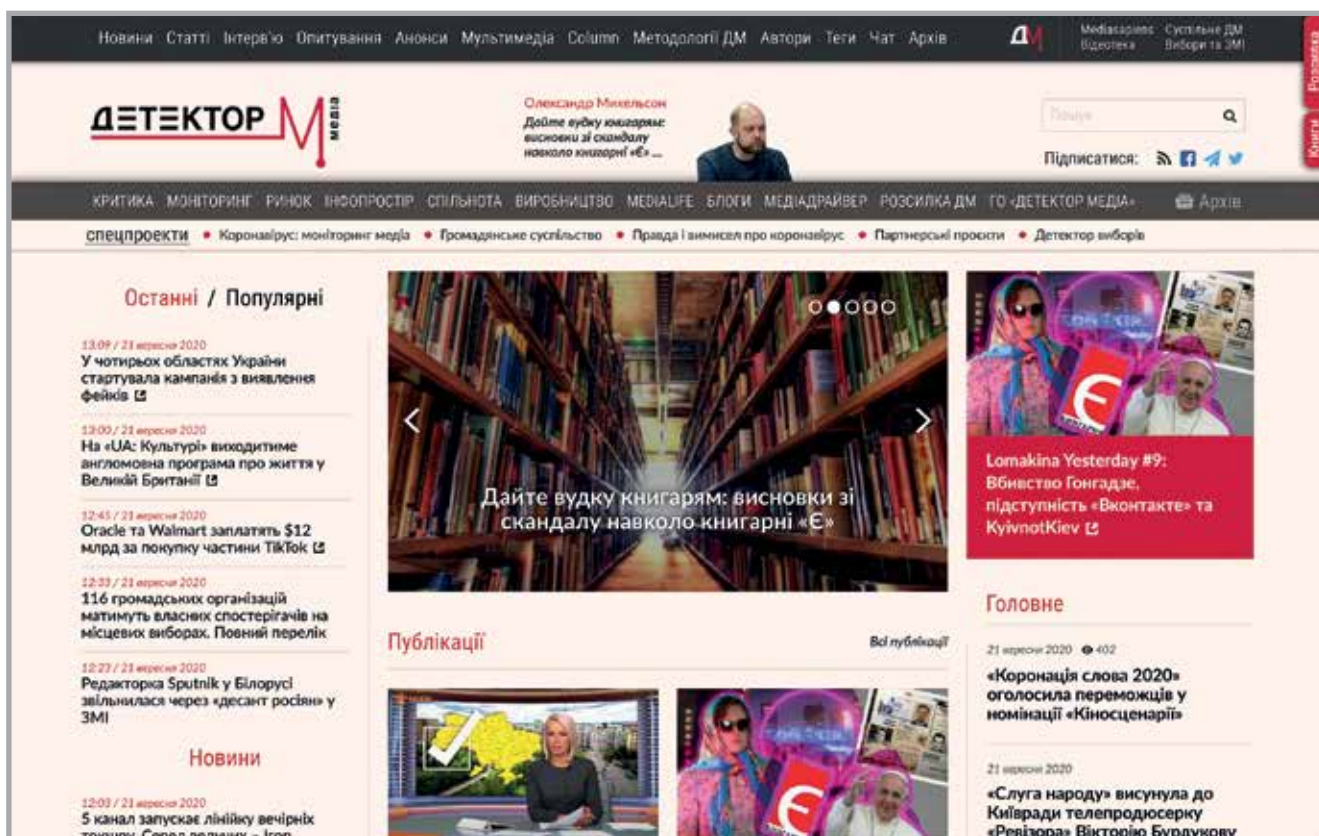 Новини Статті Інтерв'ю Опитування Анонси Мультимедіа Column Методології ДМ Автори Теги Чат Архів
ДМ
Mediasapiens Суспільне ДМ
Відеотека Вибори та ЗМІ
Розсилка
Книги
ДЕТЕКТОР М медіа
Олександр Михельсон
Дайте вудку книгарям:
висновки зі скандалу
навколо книгарні «Є» ...
Пошук
Підписатися:
КРИТИКА МОНІТОРИНГ РИНОК ІНФОПРОСТІР СПІЛЬНОТА ВИРОБНИЦТВО MEDIALIFE БЛОГИ МЕДІАДРАЙВЕР РОЗСИЛКА ДМ ГО «ДЕТЕКТОР МЕДІА» Архів
спецпроекти • Коронавірус: моніторинг медіа • Громадянське суспільство • Правда і вимисел про коронавірус • Партнерські проєкти • Детектор виборів
Останні / Популярні
13:09 / 21 вересня 2020
У чотирьох областях України
стартувала кампанія з виявлення
фейків
13:00 / 21 вересня 2020
На «UA: Культурі» виходитиме
англомовна програма про життя у
Великій Британії
12:45 / 21 вересня 2020
Oracle та Walmart заплатять $12
млрд за покупку частини TikTok
12:33 / 21 вересня 2020
116 громадських організацій
матимуть власних спостерігачів на
місцевих виборах. Повний перелік
12:23 / 21 вересня 2020
Редакторка Sputnik у Білорусі
звільнилася через «десант росіян» у
ЗМІ
Новини
12:03 / 21 вересня 2020
5 канал запускає лінійку вечірніх
Дайте вудку книгарям: висновки зі
скандалу навколо книгарні «Є»
Публікації
Всі публікації
Є
Є
Lomakina Yesterday #9:
Вбивство Гонгадзе,
підступність «Вконтакте» та
KyivnotKiev
Головне
21 вересня 2020 402
«Коронація слова 2020»
оголосила переможців у
номінації «Кіносценарії»
21 вересня 2020
«Слуга народу» висунула до
Київради телепродюсерку
«Ревізора» Вікторію Бурдукову